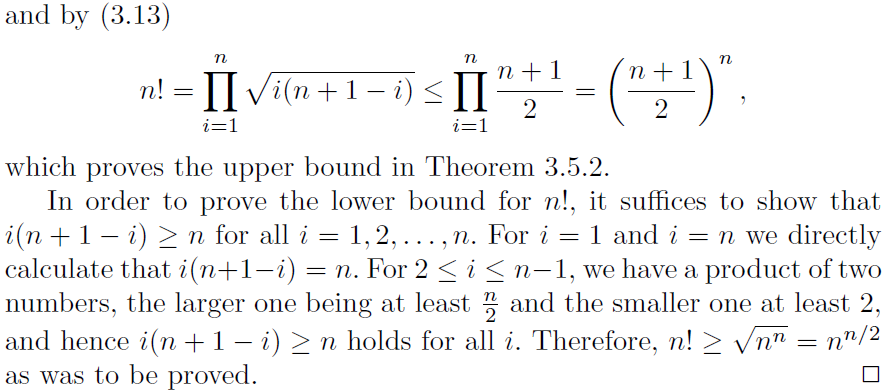 and by (3.13)
n! = ∏_{i=1}^{n} √(i(n + 1 − i)) ≤ ∏_{i=1}^{n} (n + 1)/2 = ((n + 1)/2)^n ,
which proves the upper bound in Theorem 3.5.2.
In order to prove the lower bound for n!, it suffices to show that
i(n + 1 − i) ≥ n for all i = 1, 2, . . . , n. For i = 1 and i = n we directly
calculate that i(n+1−i) = n. For 2 ≤ i ≤ n−1, we have a product of two
numbers, the larger one being at least n/2 and the smaller one at least 2,
and hence i(n + 1 − i) ≥ n holds for all i. Therefore, n! ≥ √(n^n) = n^{n/2}
as was to be proved. □